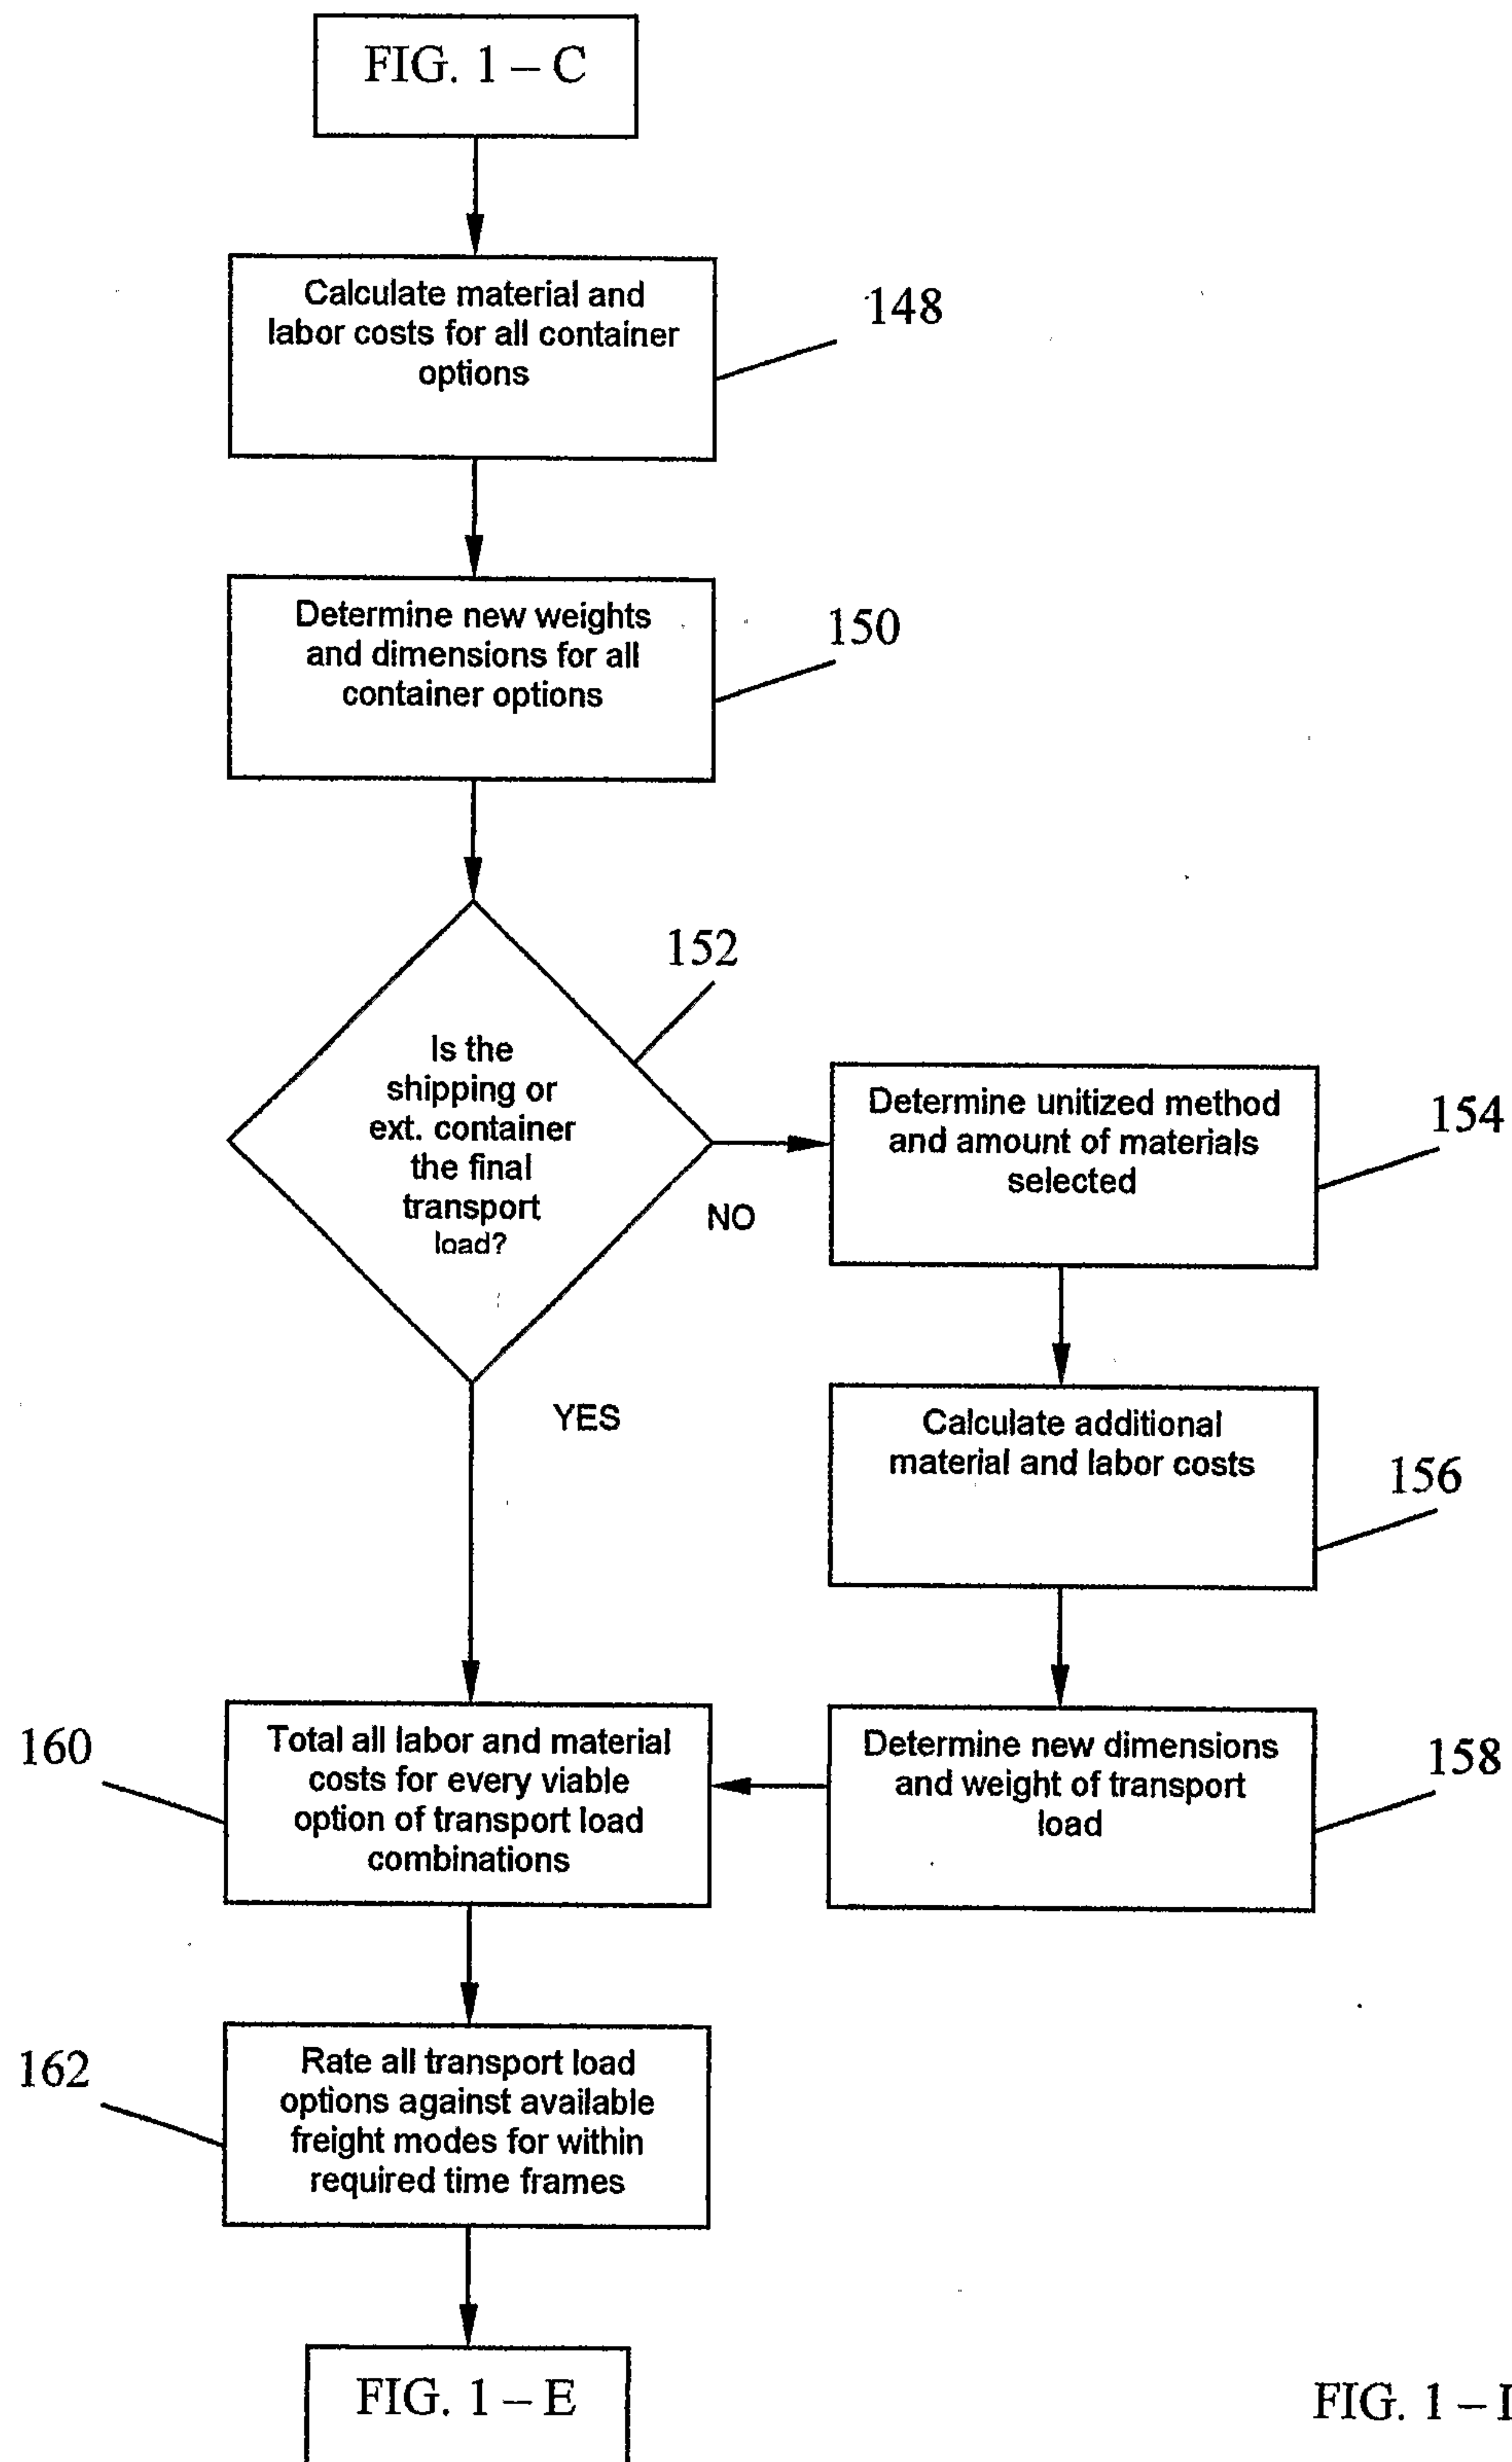 FIG. 1 – C
Calculate material and
labor costs for all container
options
148
Determine new weights
and dimensions for all
container options
150
152
Is the
shipping or
ext. container
the final
transport
load?
NO
YES
Determine unitized method
and amount of materials
selected
154
Calculate additional
material and labor costs
156
Determine new dimensions
and weight of transport
load
158
160
Total all labor and material
costs for every viable
option of transport load
combinations
162
Rate all transport load
options against available
freight modes for within
required time frames
FIG. 1 – E
FIG. 1 –